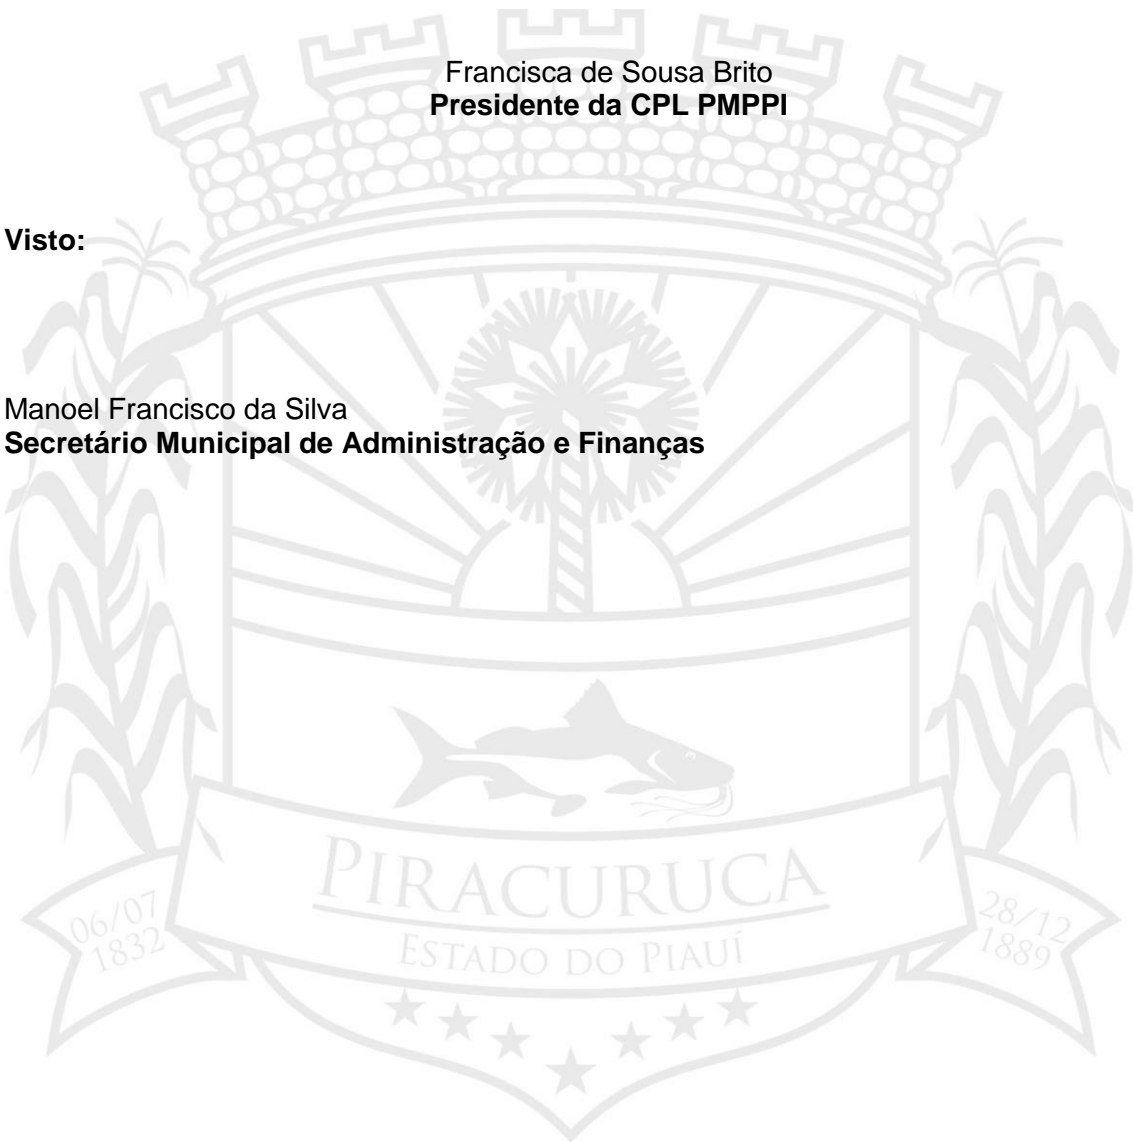 Francisca de Sousa Brito
Presidente da CPL PMPPI
Visto:
Manoel Francisco da Silva
Secretário Municipal de Administração e Finanças
PIRACURUCA
06/07
1832
28/12
1889
ESTADO DO PIAUÍ